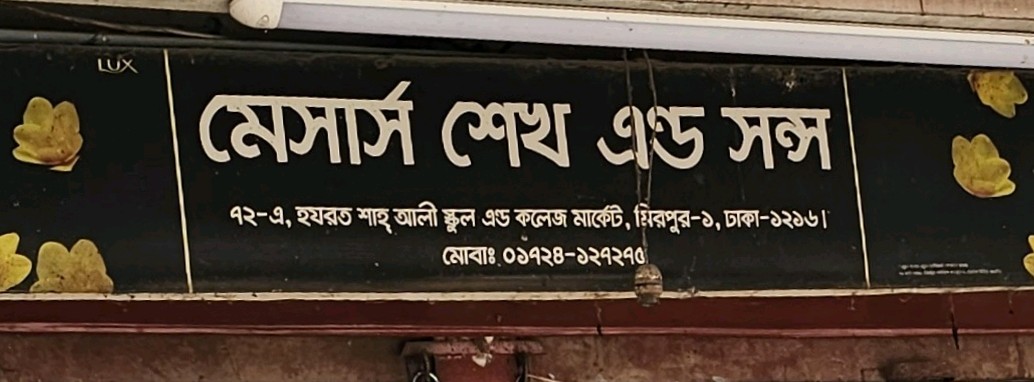 LUX
মেসার্স শেখ এন্ড সন্স
৭২-এ, হযরত শাহ্ আলী স্কুল এন্ড কলেজ মার্কেট, মিরপুর-১, ঢাকা-১২১৬।
মোবাঃ ০১৭২৪-১২৭২৭৫